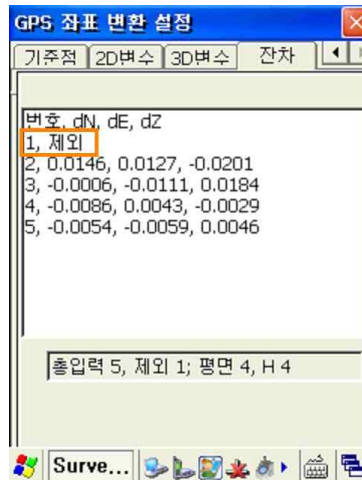 GPS 좌표 변환 설정
기준점 2D변수 3D변수 잔차
번호, dN, dE, dZ
1, 제외
2, 0.0146, 0.0127, -0.0201
3, -0.0006, -0.0111, 0.0184
4, -0.0086, 0.0043, -0.0029
5, -0.0054, -0.0059, 0.0046
총입력 5, 제외 1; 평면 4, H 4
Surve...